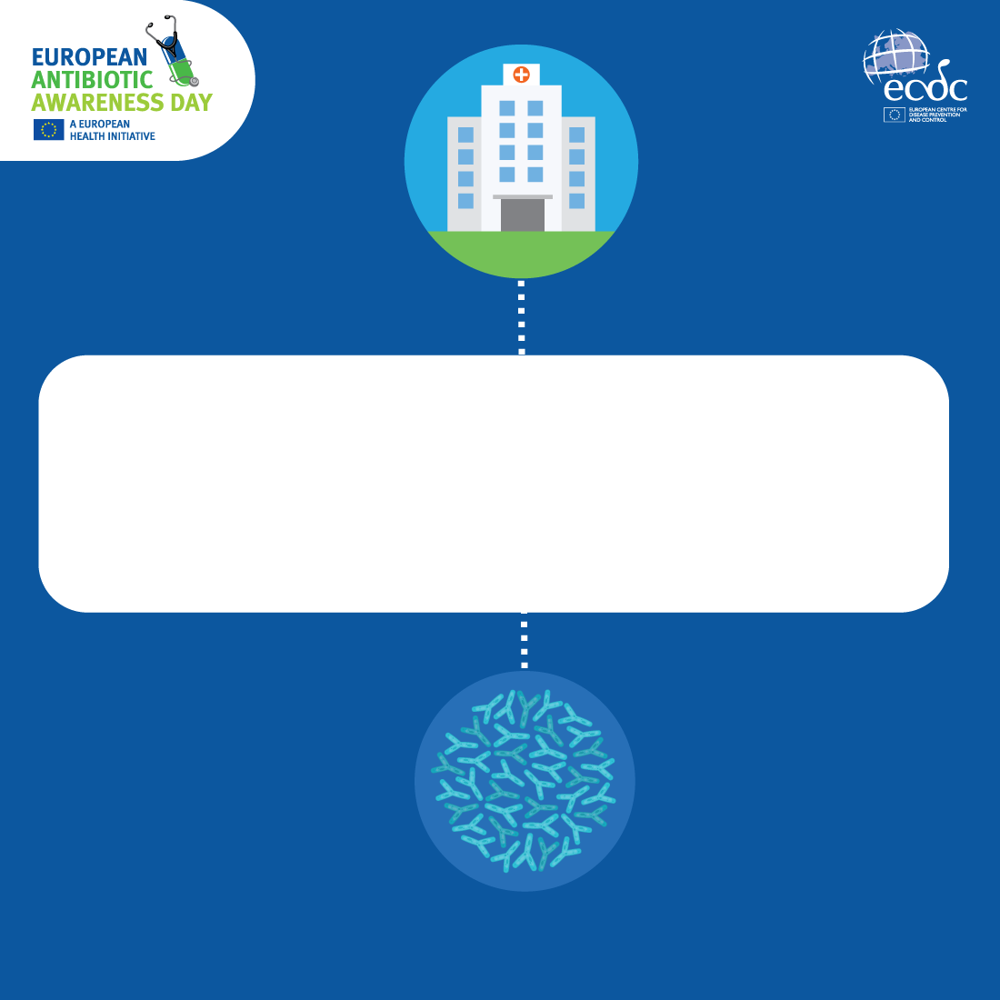 EUROPEAN
ANTIBIOTIC
AWARENESS DAY
A EUROPEAN
HEALTH INITIATIVE
ecdc
EUROPEAN CENTRE FOR
DISEASE PREVENTION
AND CONTROL